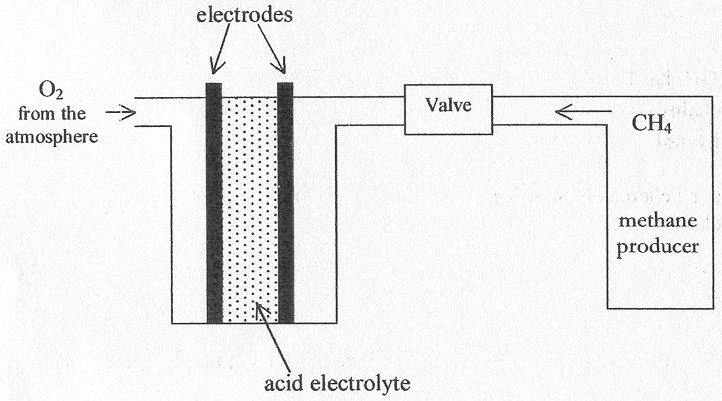 electrodes
O2
from the
atmosphere
Valve
CH4
methane
producer
acid electrolyte